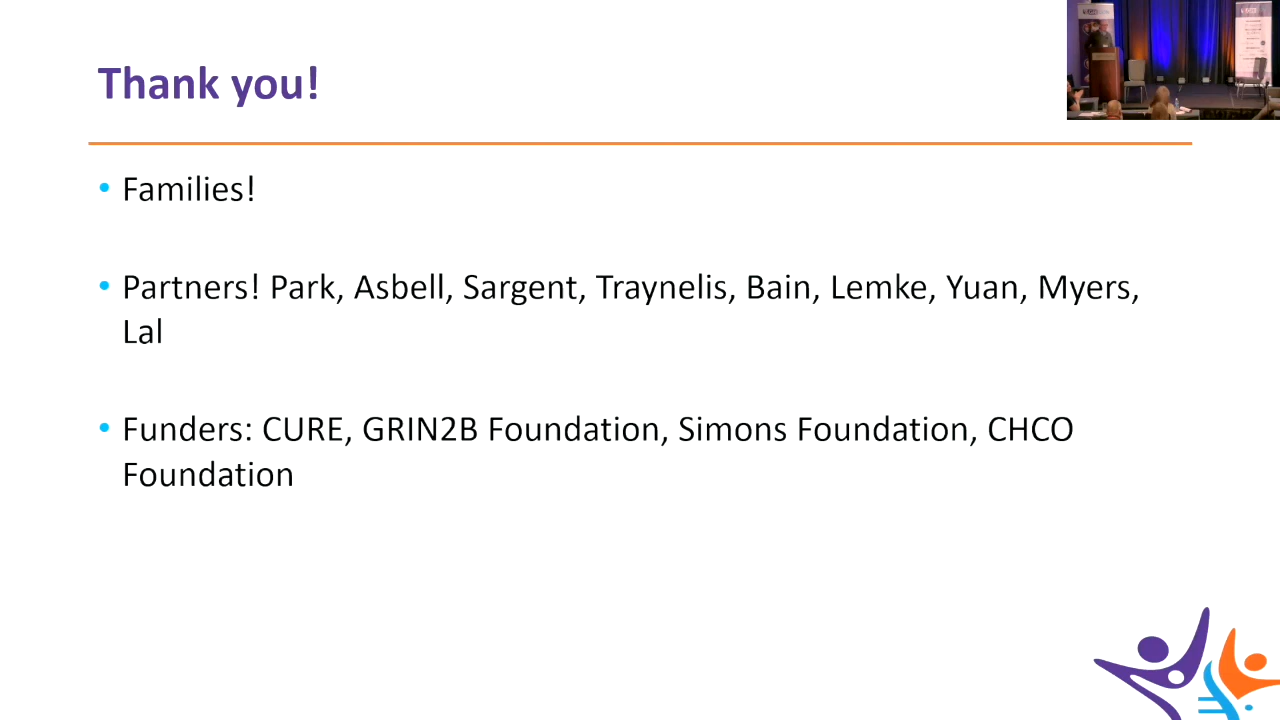 Thank you!
• Families!
• Partners! Park, Asbell, Sargent, Traynelis, Bain, Lemke, Yuan, Myers,
Lal
• Funders: CURE, GRIN2B Foundation, Simons Foundation, CHCO
Foundation